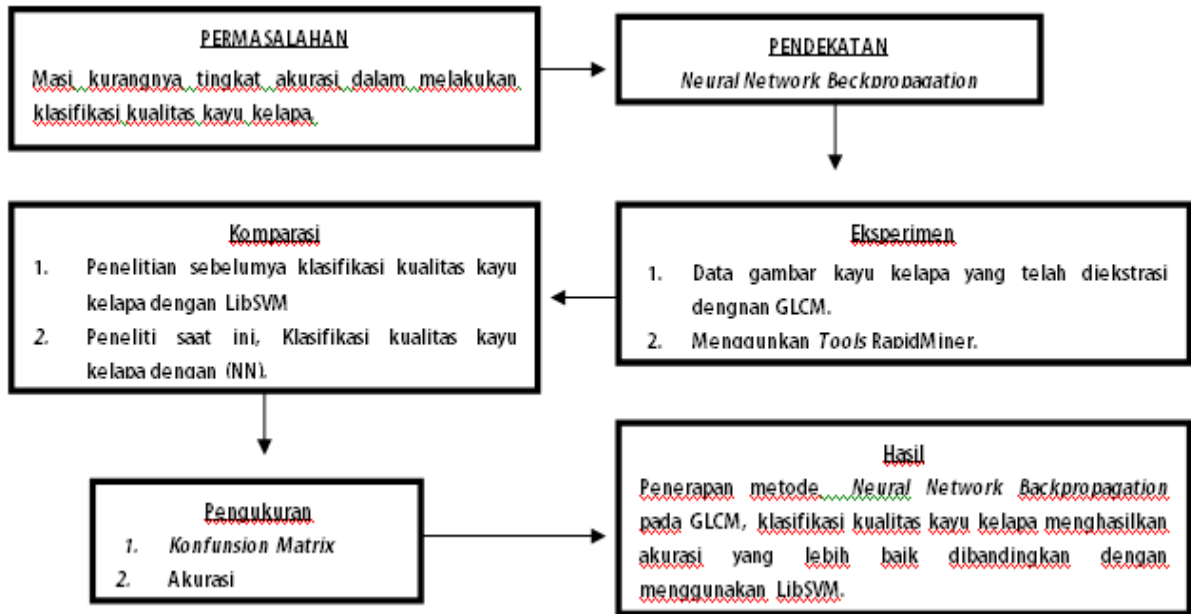 PERMASALAHAN
Masi kurangnya tingkat akurasi dalam melakukan
klasifikasi kualitas kayu kelapa.
PENDEKATAN
Neural Network Beckpropagation
Eksperimen
1. Data gambar kayu kelapa yang telah diekstrasi
dengnan GLCM.
2. Menggunkan Tools RapidMiner.
Komparasi
1. Penelitian sebelumya klasifikasi kualitas kayu
kelapa dengan LibSVM
2. Peneliti saat ini, Klasifikasi kualitas kayu
kelapa dengan (NN).
Pengukuran
1. Konfunsion Matrix
2. Akurasi
Hasil
Penerapan metode Neural Network Backpropagation
pada GLCM, klasifikasi kualitas kayu kelapa menghasilkan
akurasi yang lebih baik dibandingkan dengan
menggunakan LibSVM.